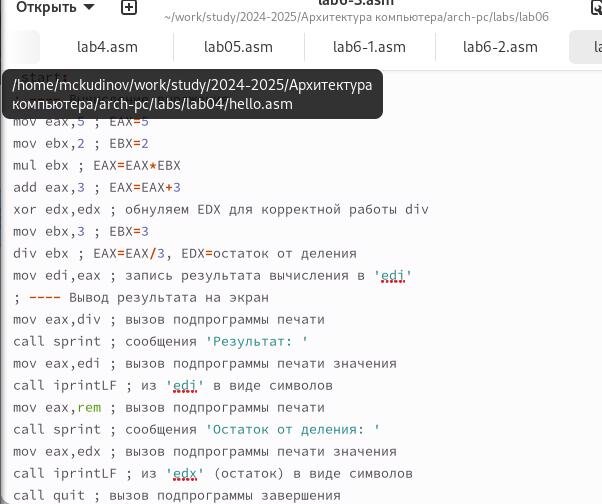 Открыть
lab6-3.asm
~/work/study/2024-2025/Архитектура компьютера/arch-pc/labs/lab06
lab4.asm
lab05.asm
lab6-1.asm
lab6-2.asm
la
_start:
/home/mckudinov/work/study/2024-2025/Архитектура
компьютера/arch-pc/labs/lab04/hello.asm
mov eax,5 ; EAX=5
mov ebx,2 ; EBX=2
mul ebx ; EAX=EAX*EBX
add eax,3 ; EAX=EAX+3
xor edx,edx ; обнуляем EDX для корректной работы div
mov ebx,3 ; EBX=3
div ebx ; EAX=EAX/3, EDX=остаток от деления
mov edi,eax ; запись результата вычисления в 'edi'
; ---- Вывод результата на экран
mov eax,div ; вызов подпрограммы печати
call sprint ; сообщения 'Результат: '
mov eax,edi ; вызов подпрограммы печати значения
call iprintLF ; из 'edi' в виде символов
mov eax,rem ; вызов подпрограммы печати
call sprint ; сообщения 'Остаток от деления: '
mov eax,edx ; вызов подпрограммы печати значения
call iprintLF ; из 'edx' (остаток) в виде символов
call quit ; вызов подпрограммы завершения